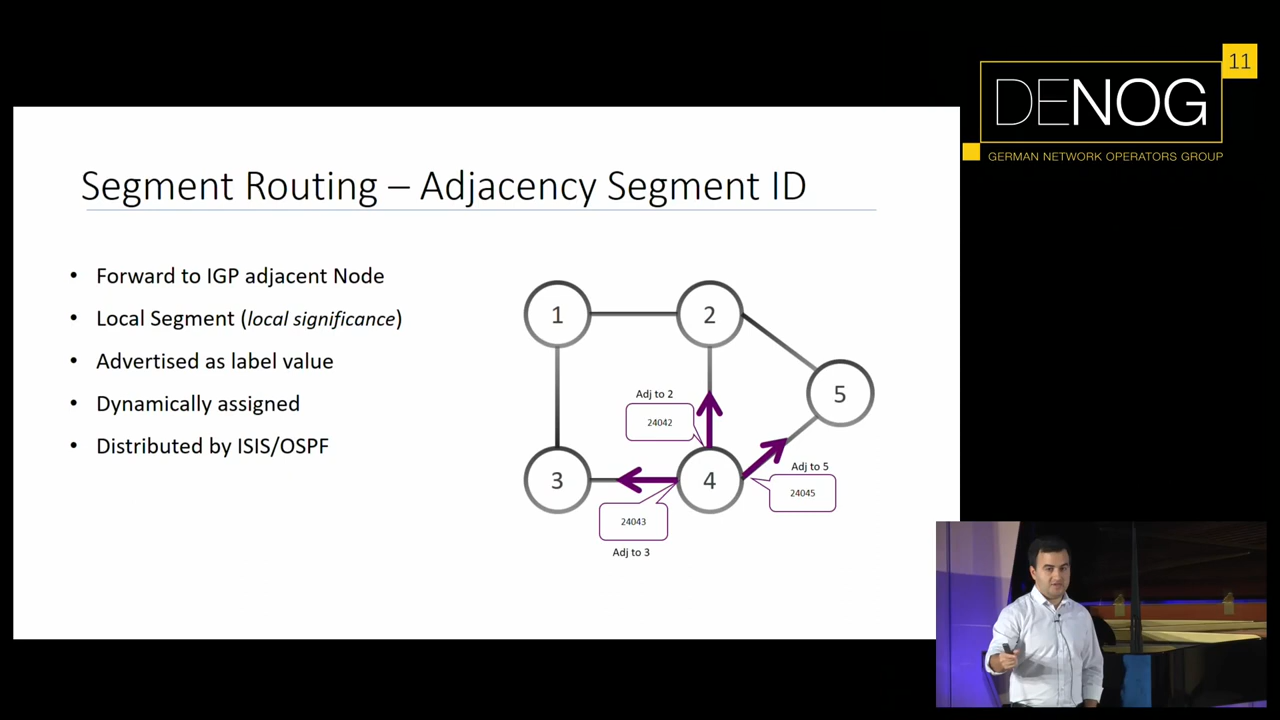 11
DENOG
GERMAN NETWORK OPERATORS GROUP
Segment Routing – Adjacency Segment ID
• Forward to IGP adjacent Node
• Local Segment (local significance)
• Advertised as label value
• Dynamically assigned
• Distributed by ISIS/OSPF
1
2
5
Adj to 2
24042
3
4
Adj to 5
24045
24043
Adj to 3